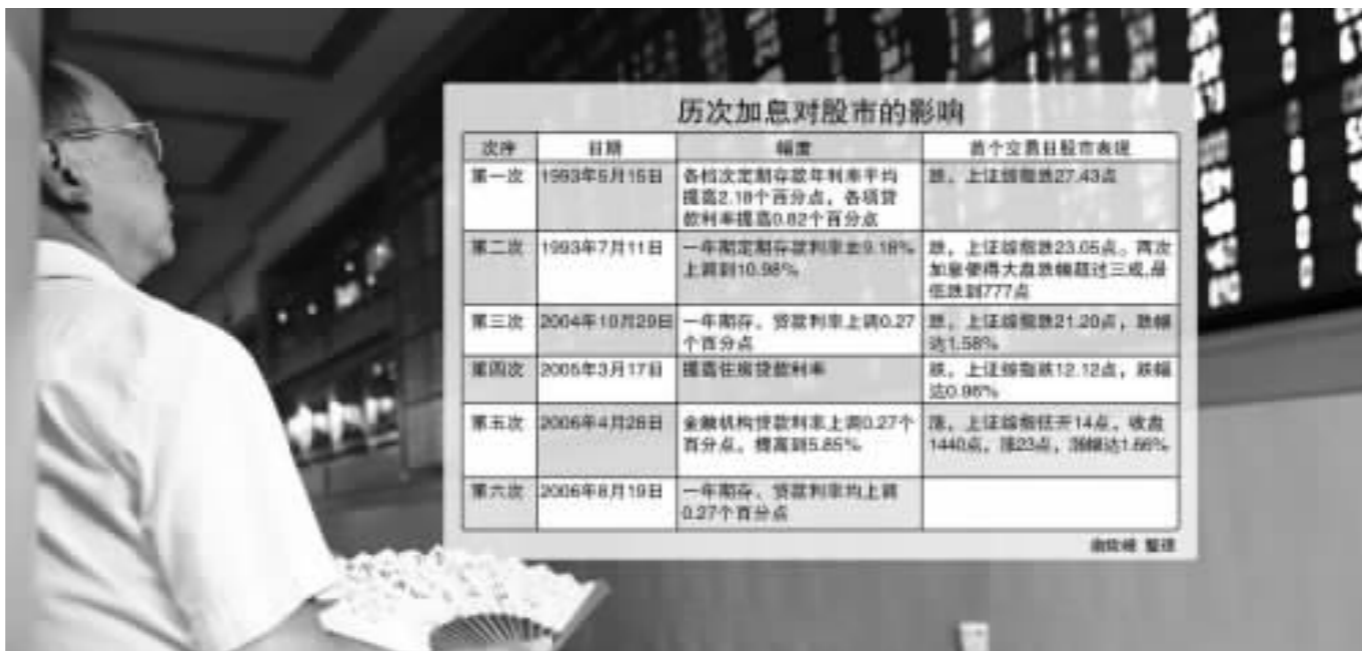 历次加息对股市的影响
次序 日期 幅度 首个交易日股市表现
第一次 1993年5月15日 各档次定期存款年利率平均 跌，上证综指跌27.43点
提高2.18个百分点，各项贷
款利率提高0.82个百分点
第二次 1993年7月11日 一年期定期存款利率由9.18% 跌，上证综指跌23.05点。两次
上调到10.98% 加息使得大盘跌幅超过三成,最
低跌到777点
第三次 2004年10月29日 一年期存、贷款利率上调0.27 跌，上证综指跌21.20点，跌幅
个百分点 达1.58%
第四次 2005年3月17日 提高住房贷款利率 跌，上证综指跌12.12点，跌幅
达0.96%
第五次 2006年4月28日 金融机构贷款利率上调0.27个 涨，上证综指低开14点，收盘
百分点，提高到5.85% 1440点，涨23点，涨幅达1.66%
第六次 2006年8月19日 一年期存、贷款利率均上调
0.27个百分点
整理